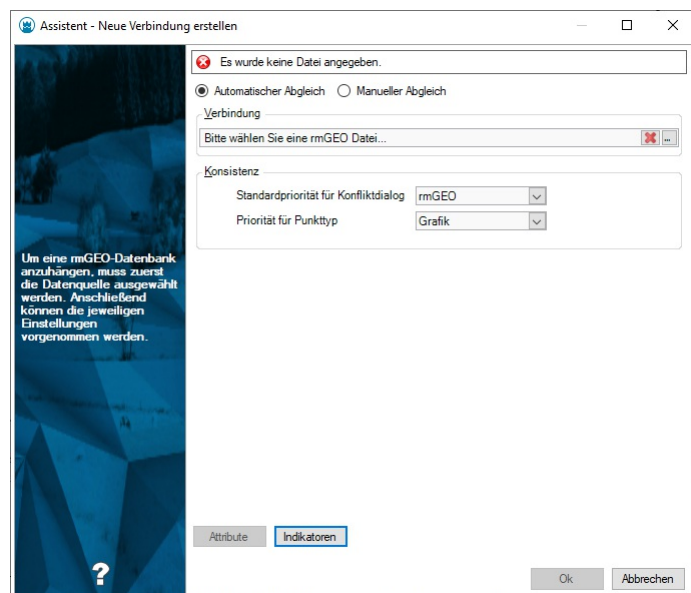 Assistent - Neue Verbindung erstellen
Es wurde keine Datei angegeben.
Automatischer Abgleich Manueller Abgleich
Verbindung
Bitte wählen Sie eine rmGEO Datei... ...
Konsistenz
Standardpriorität für Konfliktdialog rmGEO
Priorität für Punkttyp Grafik
Um eine rmGEO-Datenbank
anzuhängen, muss zuerst
die Datenquelle ausgewählt
werden. Anschließend
können die jeweiligen
Einstellungen
vorgenommen werden.
Attribute Indikatoren
?
Ok Abbrechen